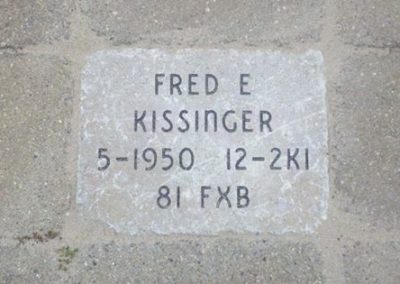 FRED E
KISSINGER
5-1950 12-2K1
81 FXB